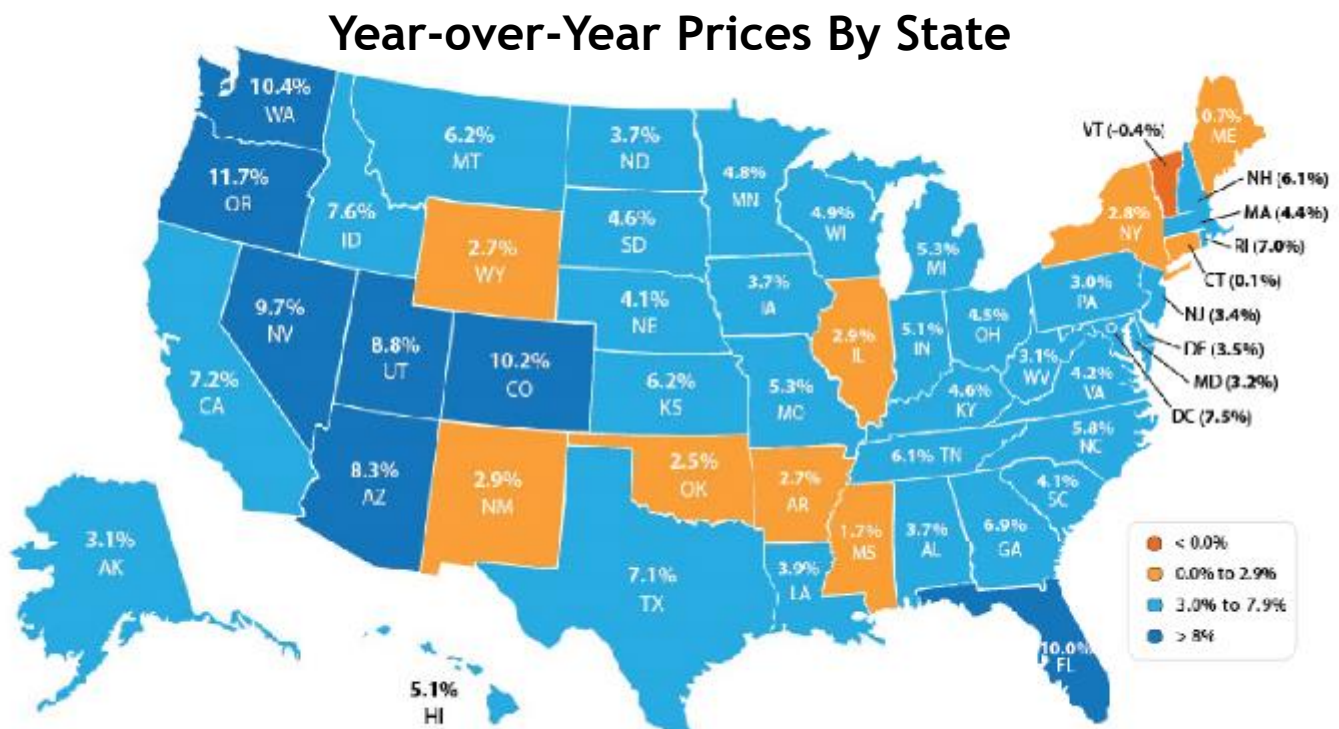 Year-over-Year Prices By State
10.4%
WA
11.7%
OR
7.6%
ID
6.2%
MT
3.7%
ND
4.8%
MN
4.9%
WI
5.3%
MI
4.6%
SD
2.7%
WY
4.1%
NE
3.7%
IA
9.7%
NV
8.8%
UT
10.2%
CO
7.2%
CA
6.2%
KS
5.3%
MO
2.9%
IL
5.1%
IN
4.5%
OH
3.0%
PA
3.1%
WV
4.2%
VA
4.6%
KY
5.8%
NC
6.1% TN
4.1%
SC
8.3%
AZ
2.9%
NM
2.5%
OK
2.7%
AR
1.7%
MS
3.7%
AL
6.9%
GA
7.1%
TX
3.9%
LA
10.0%
FL
3.1%
AK
5.1%
HI
2.8%
NY
0.7%
ME
VT (-0.4%)
NH (6.1%)
MA (4.4%)
RI (7.0%)
CT (0.1%)
NJ (3.4%)
DE (3.5%)
MD (3.2%)
DC (7.5%)
< 0.0%
0.0% to 2.9%
3.0% to 7.9%
> 8%